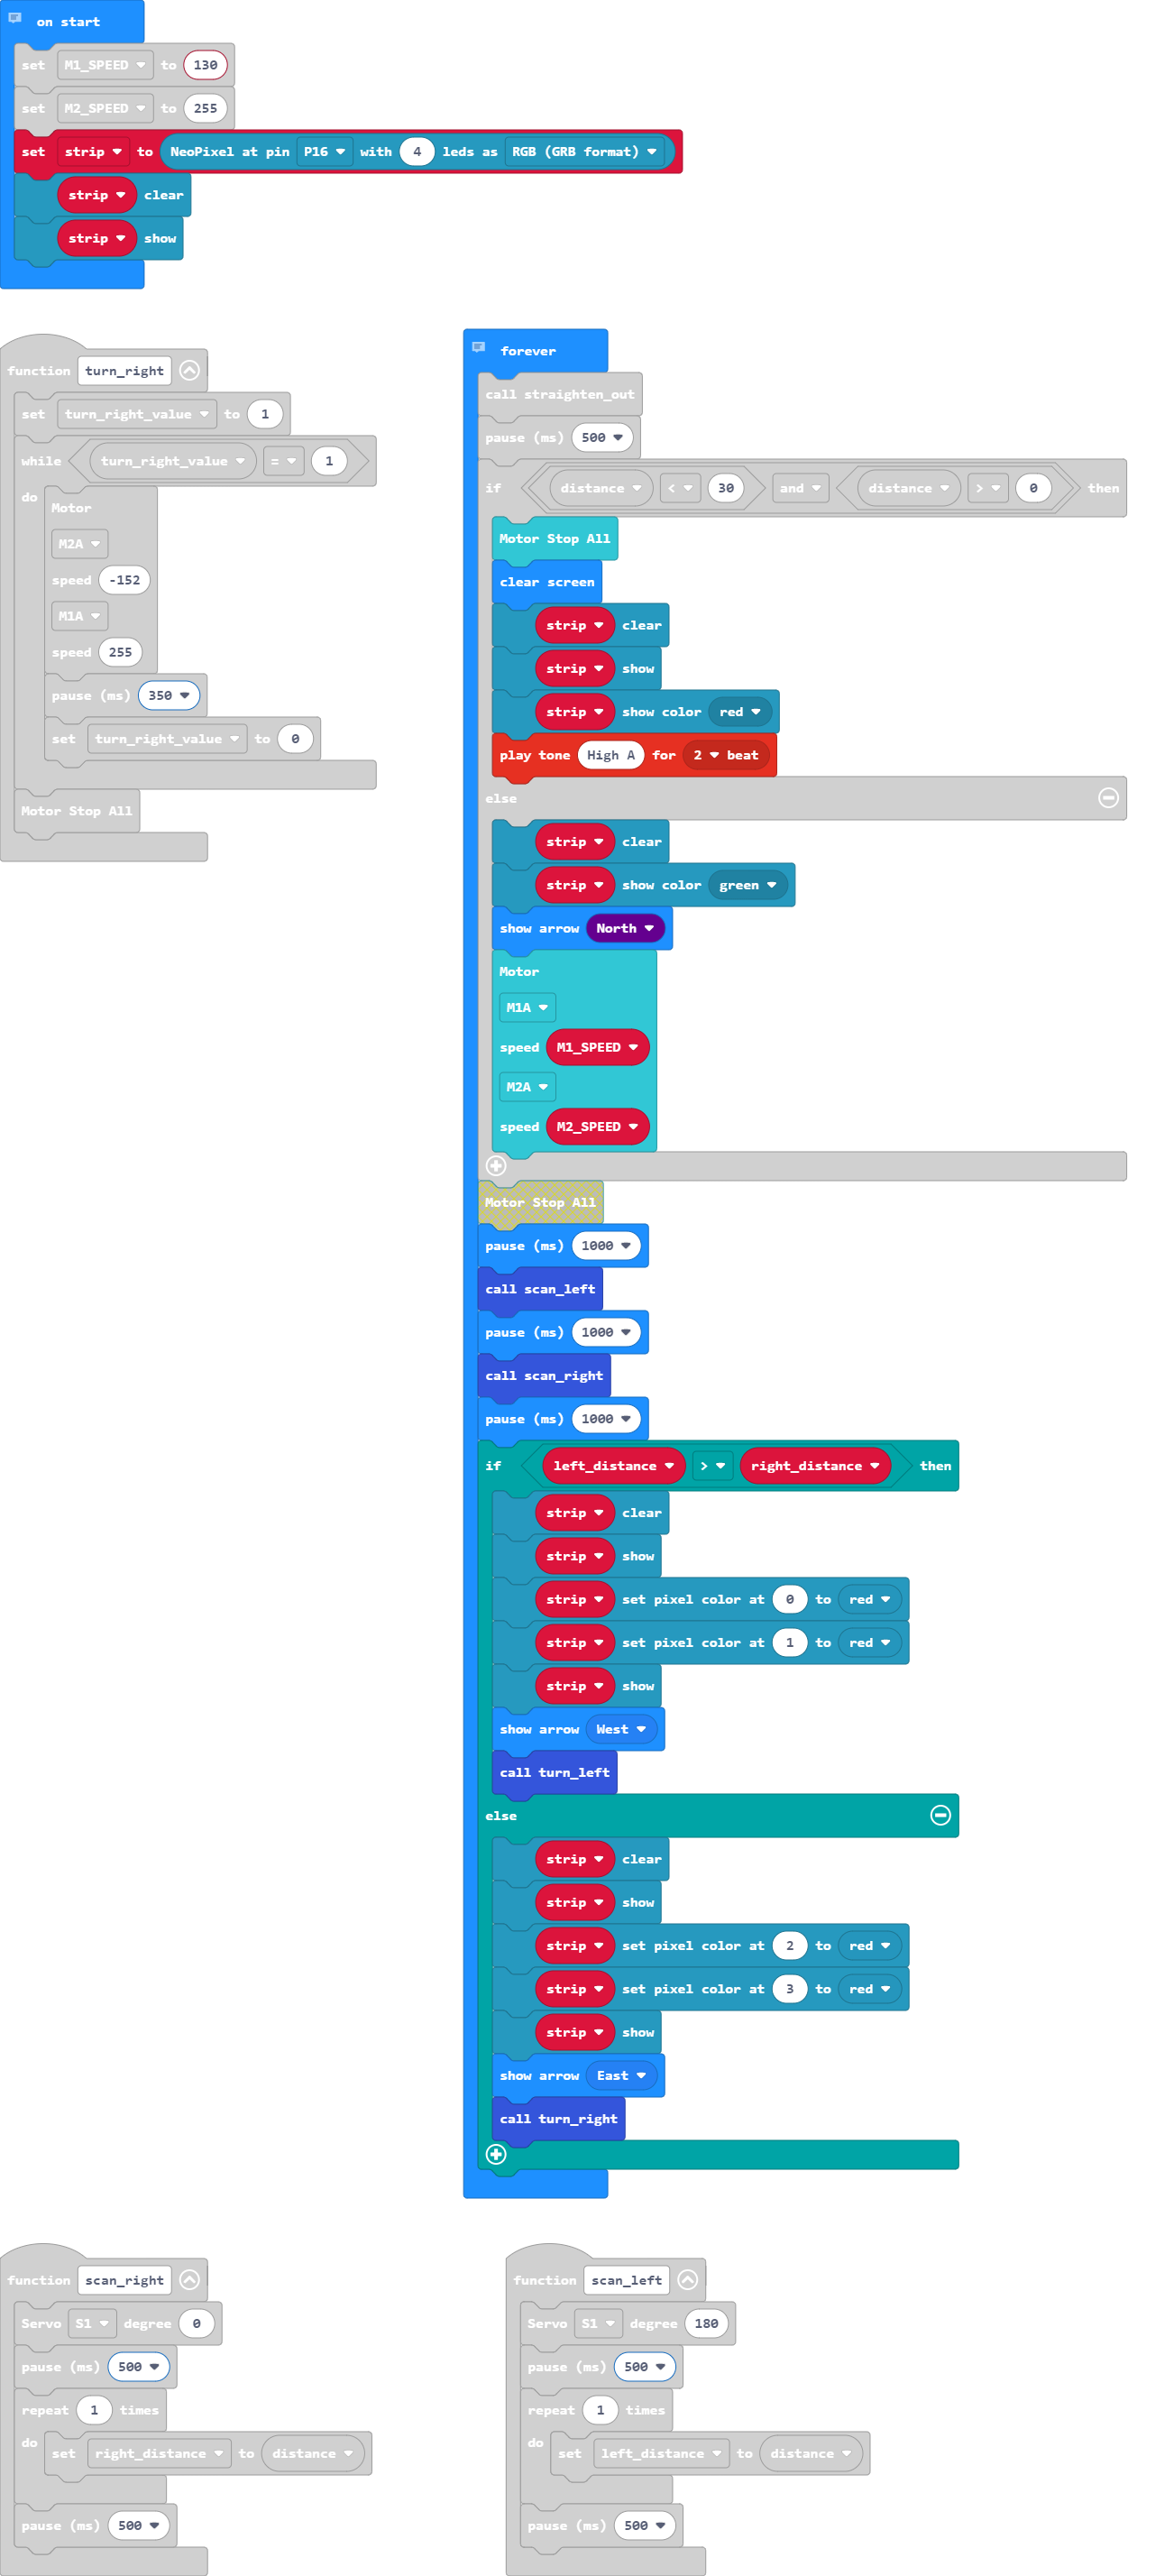 on start
set M1_SPEED to 130
set M2_SPEED to 255
set strip to NeoPixel at pin P16 with 4 leds as RGB (GRB format)
strip clear
strip show
function turn_right
set turn_right_value to 1
while turn_right_value = 1
do
Motor
M2A
speed -152
M1A
speed 255
pause (ms) 350
set turn_right_value to 0
Motor Stop All
forever
call straighten_out
pause (ms) 500
if distance < 30 and distance > 0 then
Motor Stop All
clear screen
strip clear
strip show
strip show color red
play tone High A for 2 beat
else
strip clear
strip show color green
show arrow North
Motor
M1A
speed M1_SPEED
M2A
speed M2_SPEED
Motor Stop All
pause (ms) 1000
call scan_left
pause (ms) 1000
call scan_right
pause (ms) 1000
if left_distance > right_distance then
strip clear
strip show
strip set pixel color at 0 to red
strip set pixel color at 1 to red
strip show
show arrow West
call turn_left
else
strip clear
strip show
strip set pixel color at 2 to red
strip set pixel color at 3 to red
strip show
show arrow East
call turn_right
function scan_right
Servo S1 degree 0
pause (ms) 500
repeat 1 times
do
set right_distance to distance
pause (ms) 500
function scan_left
Servo S1 degree 180
pause (ms) 500
repeat 1 times
do
set left_distance to distance
pause (ms) 500